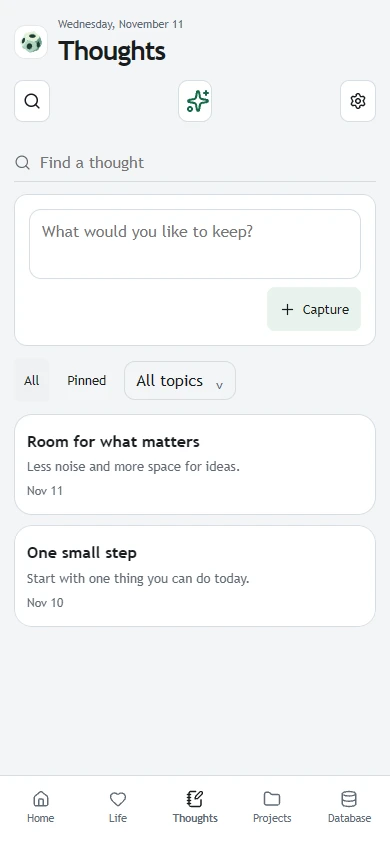 Wednesday, November 11
Thoughts
Find a thought
What would you like to keep?
Capture
All
Pinned
All topics
Room for what matters
Less noise and more space for ideas.
Nov 11
One small step
Start with one thing you can do today.
Nov 10
Home
Life
Thoughts
Projects
Database